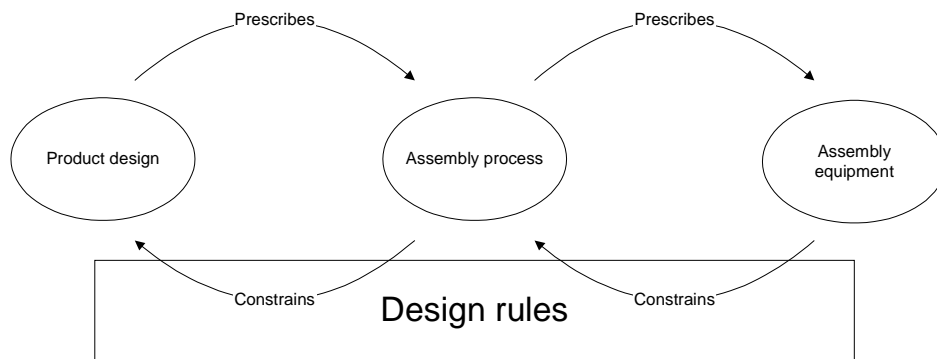 Prescribes
Prescribes
Product design
Assembly process
Assembly
equipment
Constrains
Constrains
Design rules